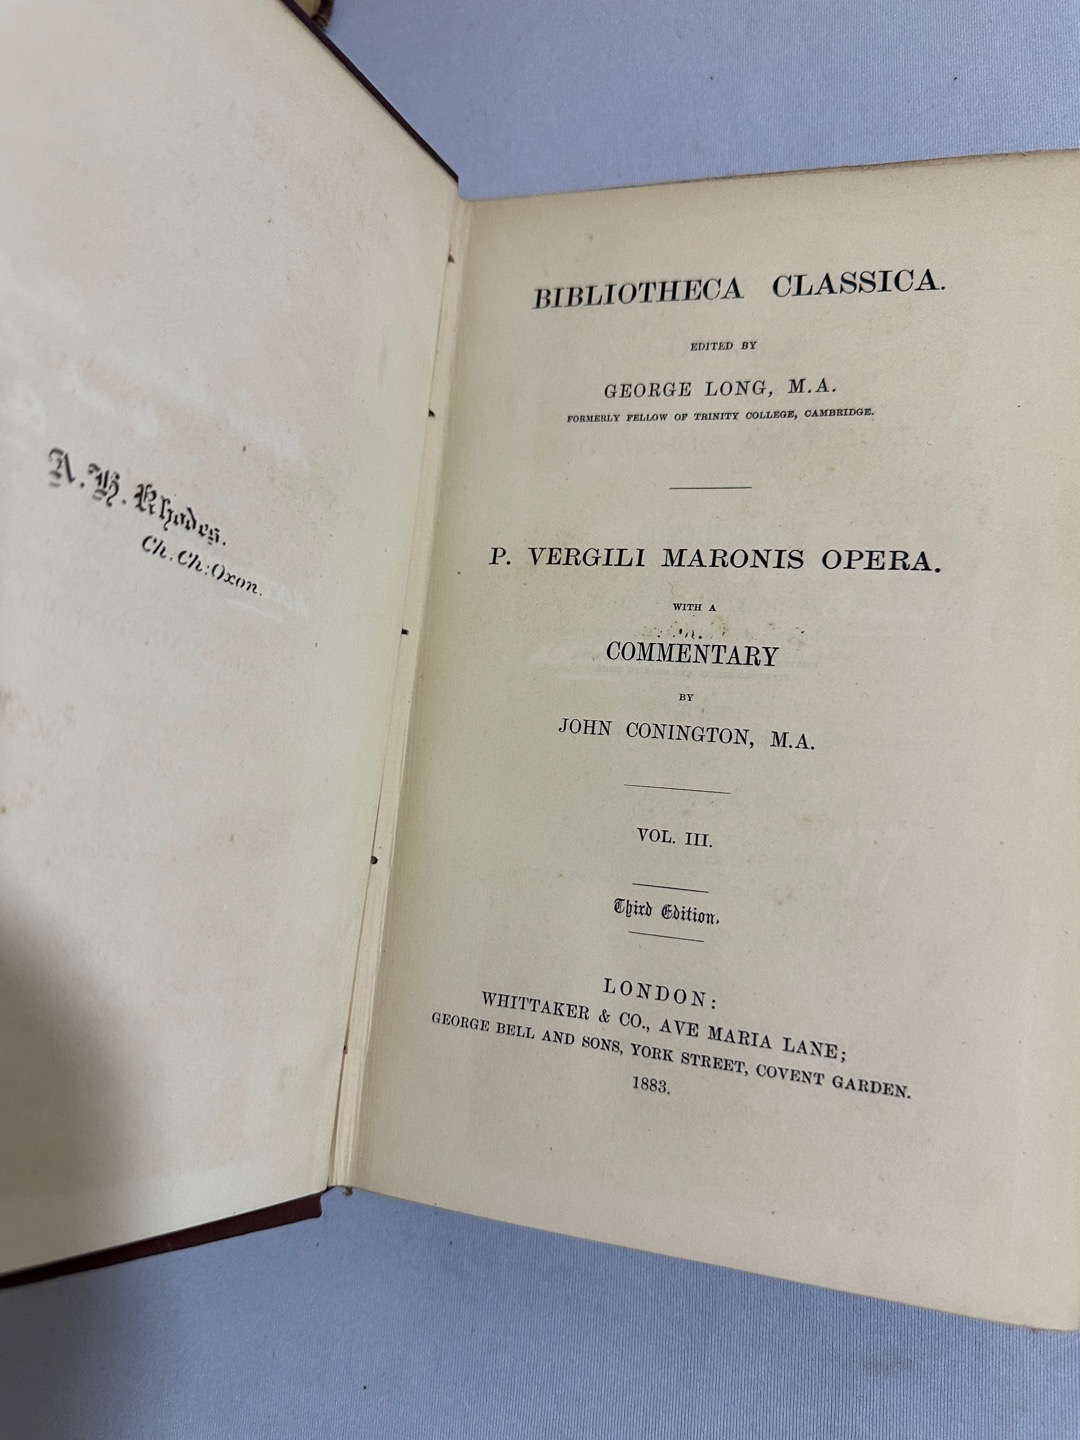 A. H. Rhodes.
Ch. Ch: Oxon.
BIBLIOTHECA CLASSICA.
EDITED BY
GEORGE LONG, M.A.
FORMERLY FELLOW OF TRINITY COLLEGE, CAMBRIDGE.
P. VERGILI MARONIS OPERA.
WITH A
COMMENTARY
BY
JOHN CONINGTON, M.A.
VOL. III.
Third Edition.
LONDON:
WHITTAKER & CO., AVE MARIA LANE;
GEORGE BELL AND SONS, YORK STREET, COVENT GARDEN.
1883.